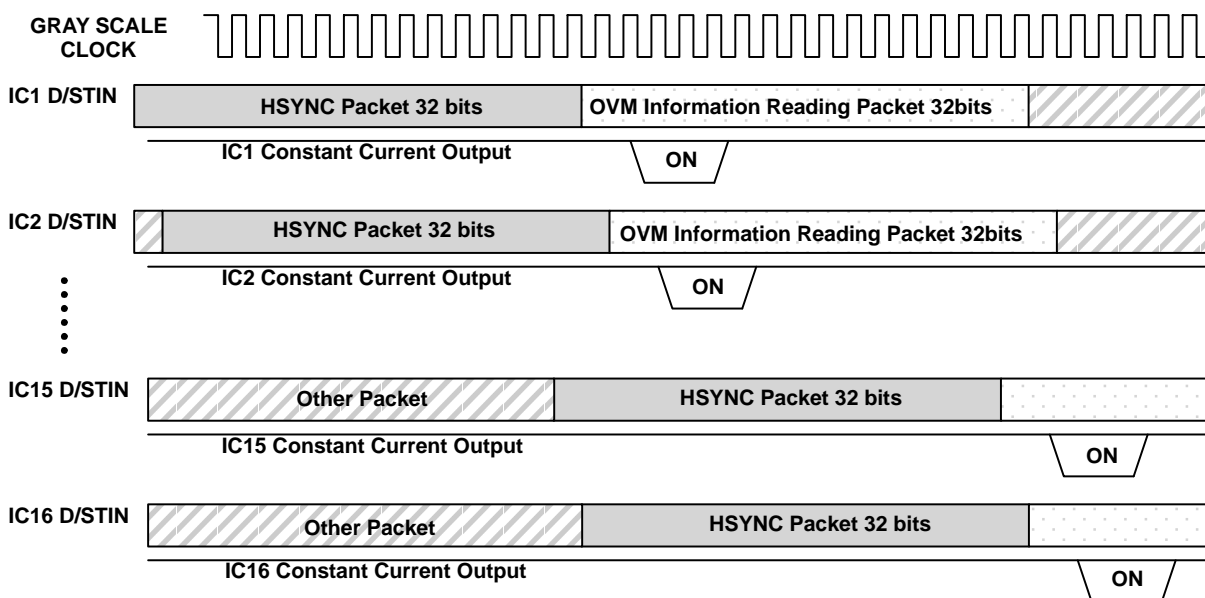 GRAY SCALE
CLOCK
IC1 D/STIN
HSYNC Packet 32 bits
OVM Information Reading Packet 32bits
IC1 Constant Current Output
ON
IC2 D/STIN
HSYNC Packet 32 bits
OVM Information Reading Packet 32bits
IC2 Constant Current Output
ON
IC15 D/STIN
Other Packet
HSYNC Packet 32 bits
IC15 Constant Current Output
ON
IC16 D/STIN
Other Packet
HSYNC Packet 32 bits
IC16 Constant Current Output
ON